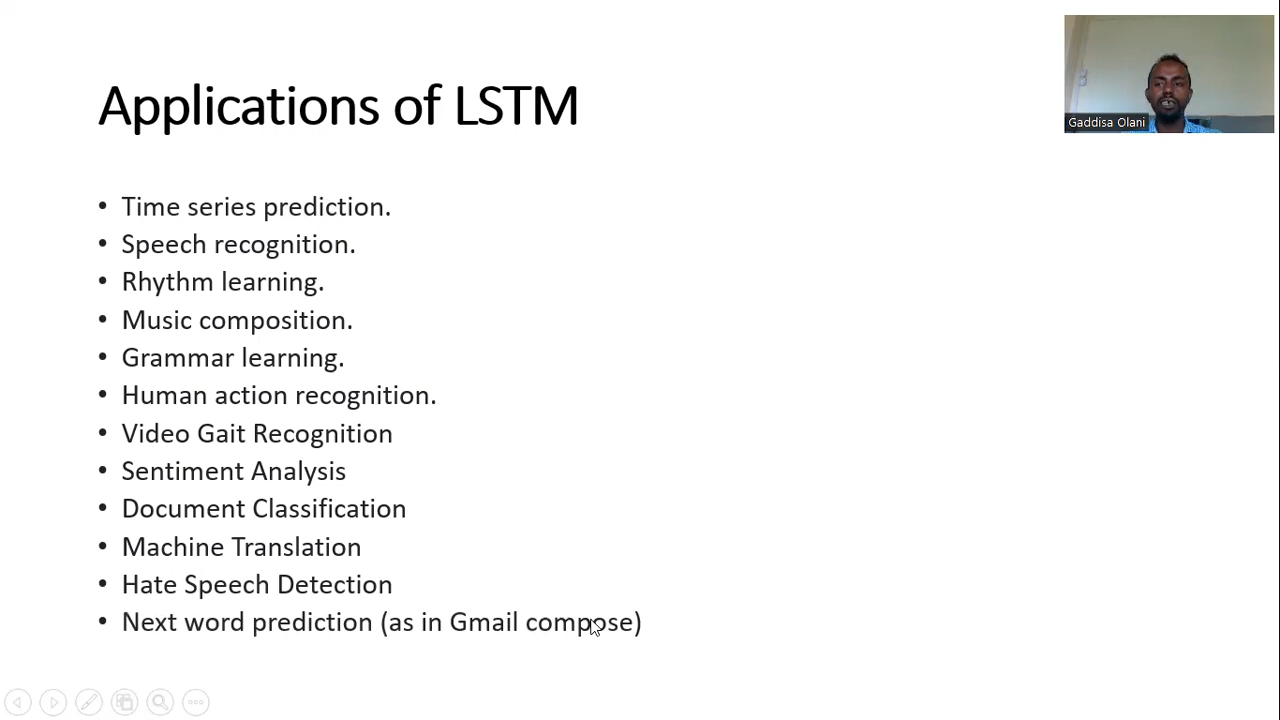 Applications of LSTM
Gaddisa Olani
• Time series prediction.
• Speech recognition.
• Rhythm learning.
• Music composition.
• Grammar learning.
• Human action recognition.
• Video Gait Recognition
• Sentiment Analysis
• Document Classification
• Machine Translation
• Hate Speech Detection
• Next word prediction (as in Gmail compose)